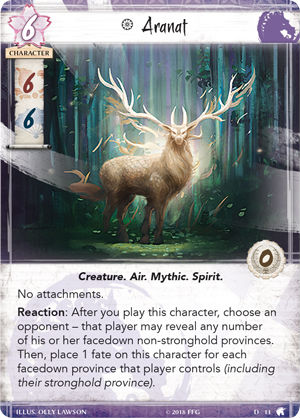 Aranat
6
CHARACTER
6
6
0
Creature. Air. Mythic. Spirit.
No attachments.
Reaction: After you play this character, choose an
opponent – that player may reveal any number
of his or her facedown non-stronghold provinces.
Then, place 1 fate on this character for each
facedown province that player controls (including
their stronghold province).
ILLUS. OLLY LAWSON
© 2018 FFG
D 11